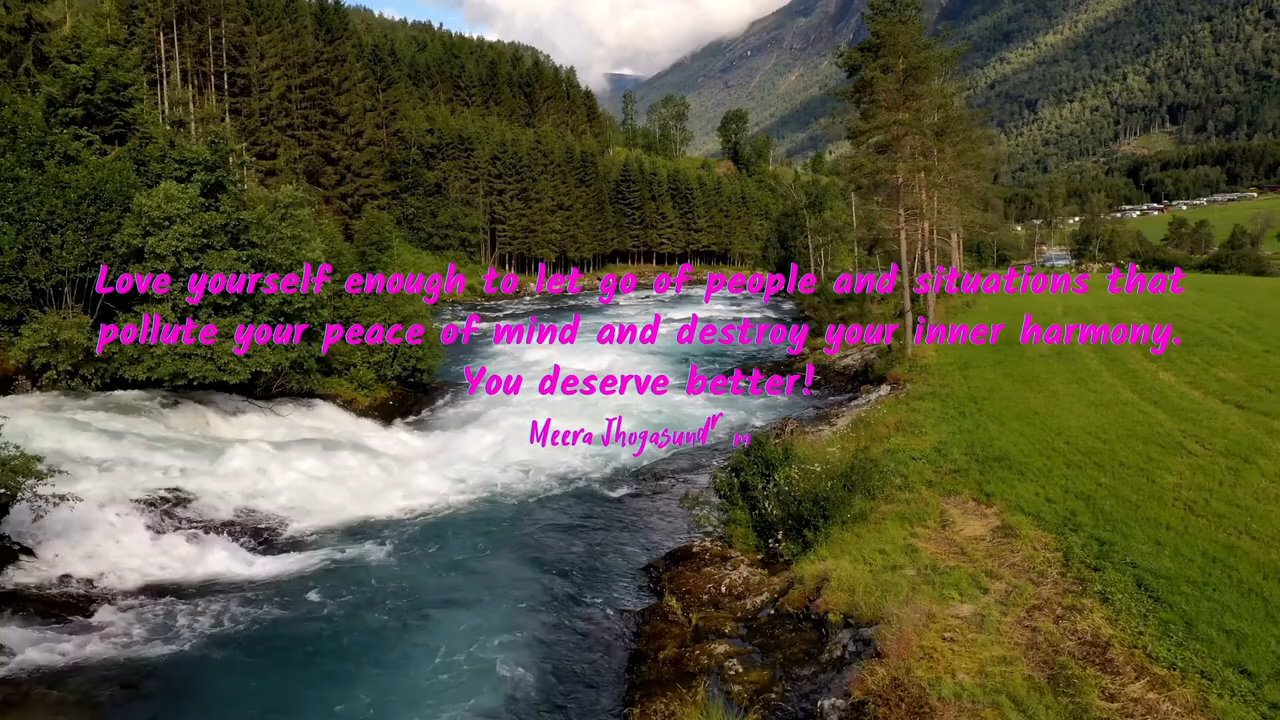 Love yourself enough to let go of people and situations that
pollute your peace of mind and destroy your inner harmony.
You deserve better!
Meera